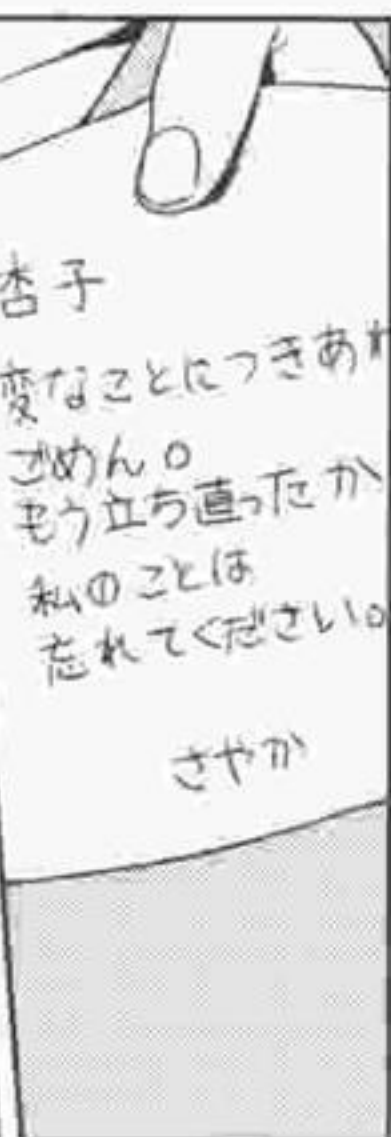 杏子
変なことにつきあわ
ごめん。
もう立ち直ったか
私のことは
忘れてください。
さやか